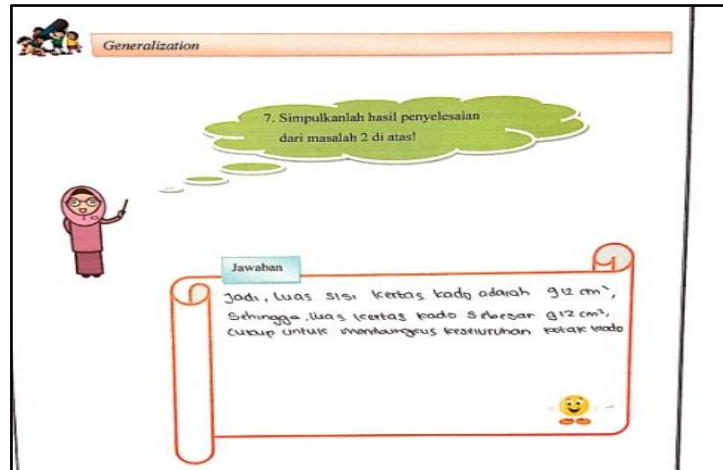 Generalization
7. Simpulkanlah hasil penyelesaian
dari masalah 2 di atas!
Jawaban
Jadi, Luas sisi kertas kado adalah 912 cm²,
Sehingga, luas kertas kado sebesar 912 cm²,
cukup untuk membungkus keseluruhan kotak kado